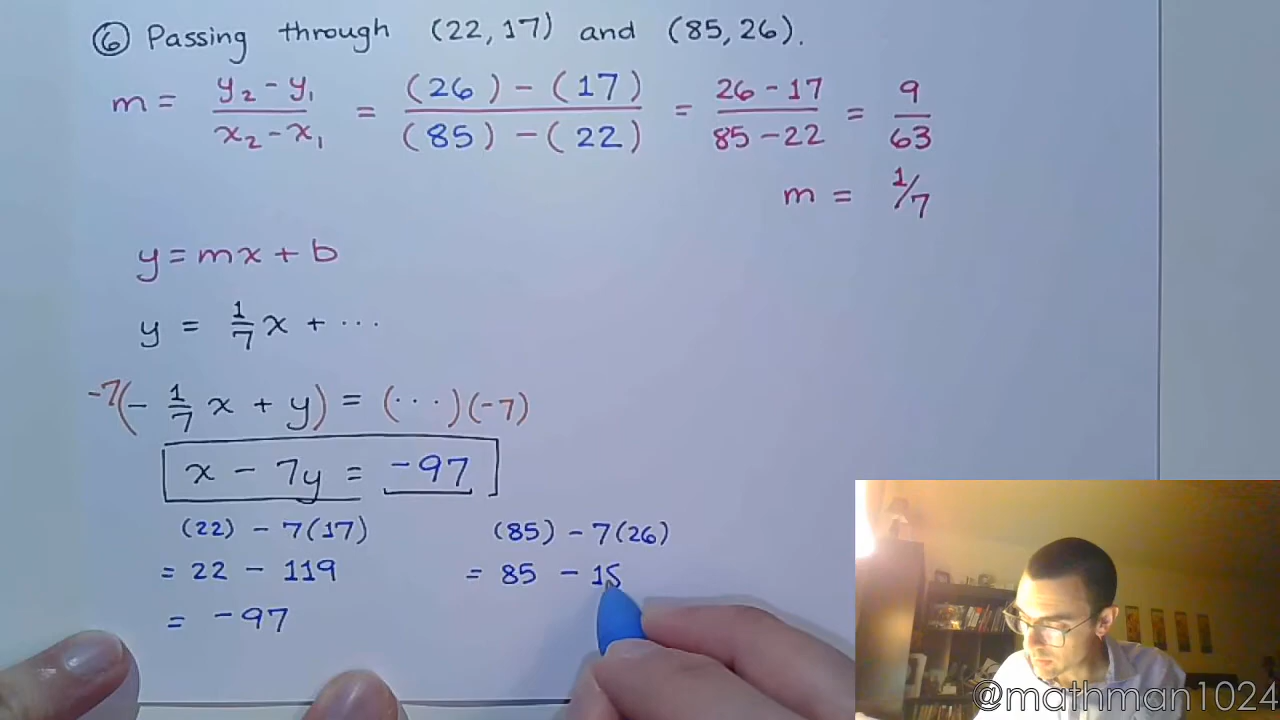 ⑥ Passing through (22, 17) and (85, 26).
m = y₂ - y₁ / x₂ - x₁ = (26) - (17) / (85) - (22) = 26 - 17 / 85 - 22 = 9 / 63
m = 1/7
y = mx + b
y = 1/7 x + ...
-7(- 1/7 x + y) = (...)(-7)
x - 7y = -97
(22) - 7(17) (85) - 7(26)
= 22 - 119 = 85 - 15
= -97
@mathman1024